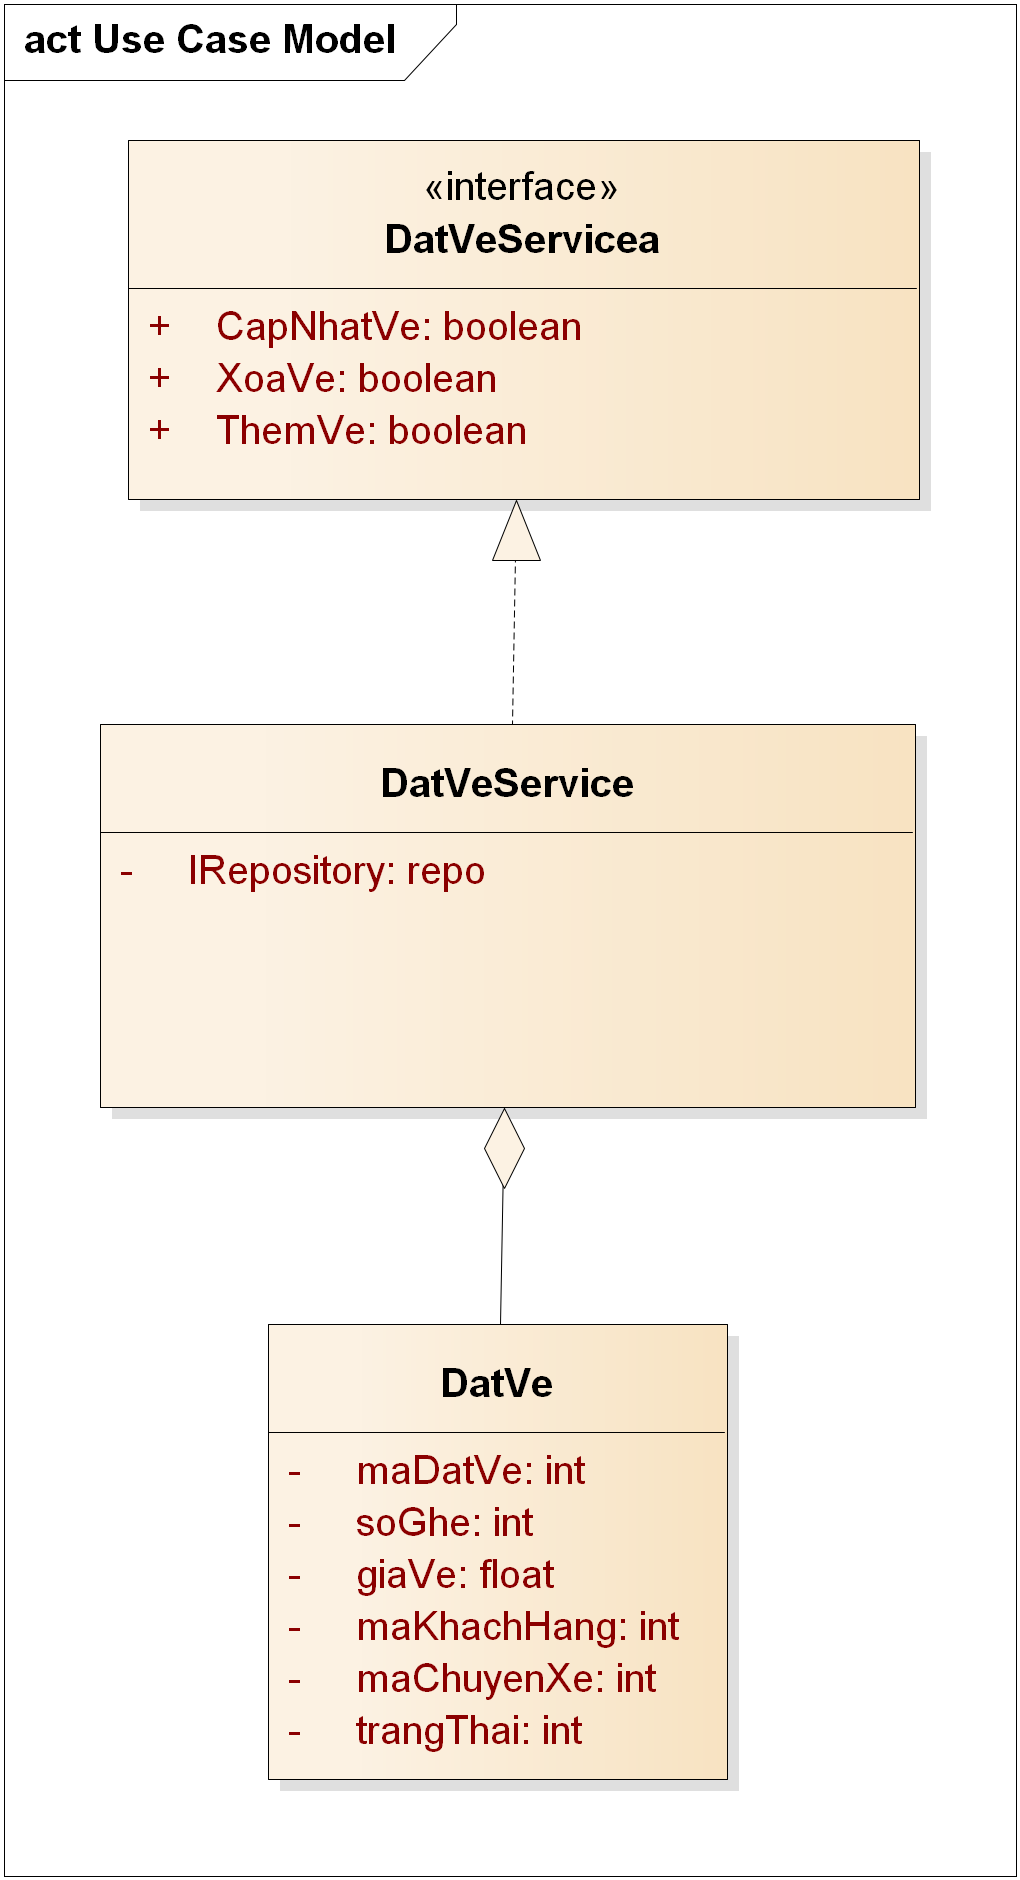 act Use Case Model
«interface»
DatVeServicea
+ CapNhatVe: boolean
+ XoaVe: boolean
+ ThemVe: boolean
DatVeService
- IRepository: repo
DatVe
- maDatVe: int
- soGhe: int
- giaVe: float
- maKhachHang: int
- maChuyenXe: int
- trangThai: int